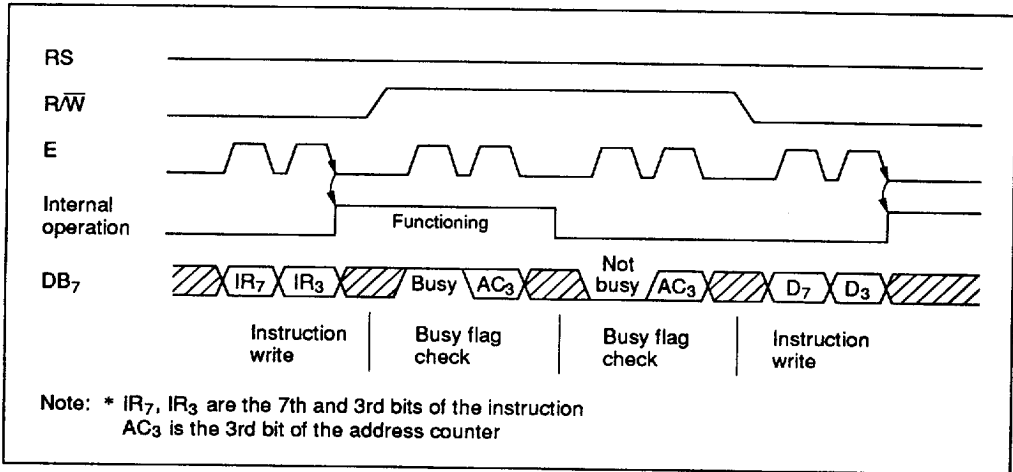 RS
R/W̅
E
Internal
operation
Functioning
DB₇
IR₇ IR₃ Busy AC₃ Not
busy AC₃ D₇ D₃
Instruction
write
Busy flag
check
Busy flag
check
Instruction
write
Note: * IR₇, IR₃ are the 7th and 3rd bits of the instruction
AC₃ is the 3rd bit of the address counter